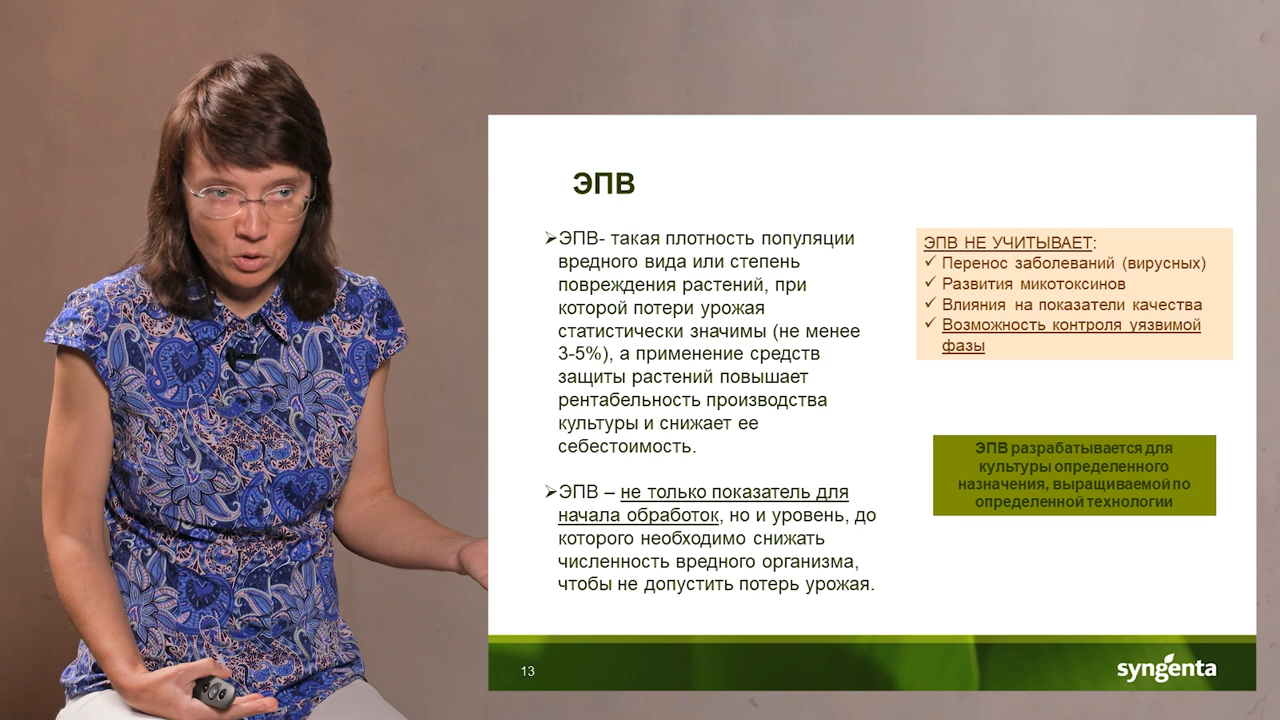 ЭПВ
➢ЭПВ- такая плотность популяции
вредного вида или степень
повреждения растений, при
которой потери урожая
статистически значимы (не менее
3-5%), а применение средств
защиты растений повышает
рентабельность производства
культуры и снижает ее
себестоимость.
➢ЭПВ – не только показатель для
начала обработок, но и уровень, до
которого необходимо снижать
численность вредного организма,
чтобы не допустить потерь урожая.
ЭПВ НЕ УЧИТЫВАЕТ:
✓ Перенос заболеваний (вирусных)
✓ Развития микотоксинов
✓ Влияния на показатели качества
✓ Возможность контроля уязвимой
фазы
ЭПВ разрабатывается для
культуры определенного
назначения, выращиваемой по
определенной технологии
13
syngenta